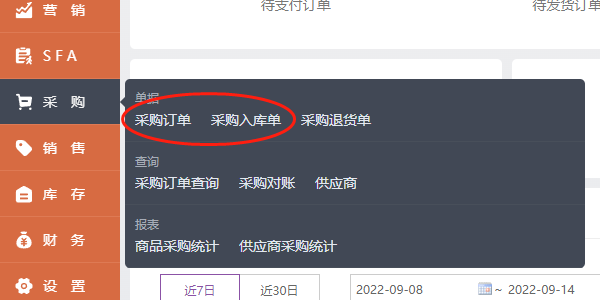 营 销
待支付订单
待发货订单
SFA
采 购
单据
采购订单 采购入库单 采购退货单
销 售
查询
采购订单查询 采购对账 供应商
库 存
报表
商品采购统计 供应商采购统计
财 务
设 置
近7日 近30日 2022-09-08 ~ 2022-09-14